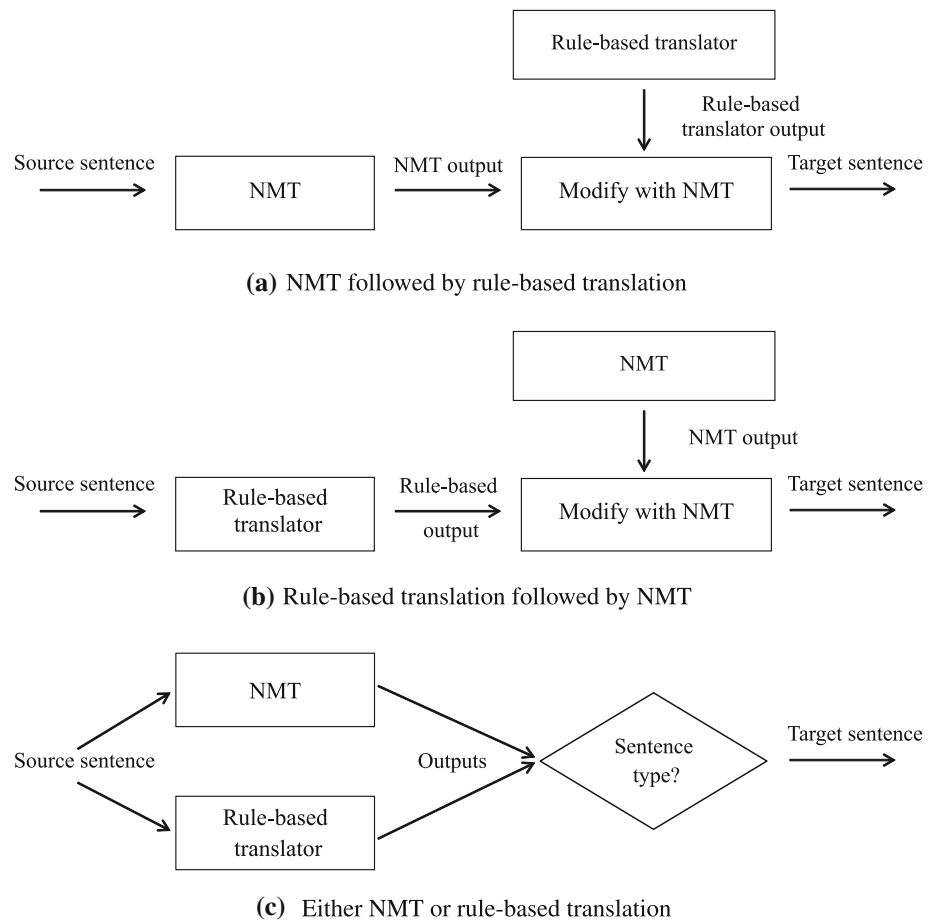 Rule-based translator
Rule-based
translator output
Source sentence
NMT
NMT output
Modify with NMT
Target sentence
(a) NMT followed by rule-based translation
NMT
NMT output
Source sentence
Rule-based
translator
Rule-based
output
Modify with NMT
Target sentence
(b) Rule-based translation followed by NMT
NMT
Source sentence
Outputs
Sentence
type?
Target sentence
Rule-based
translator
(c) Either NMT or rule-based translation